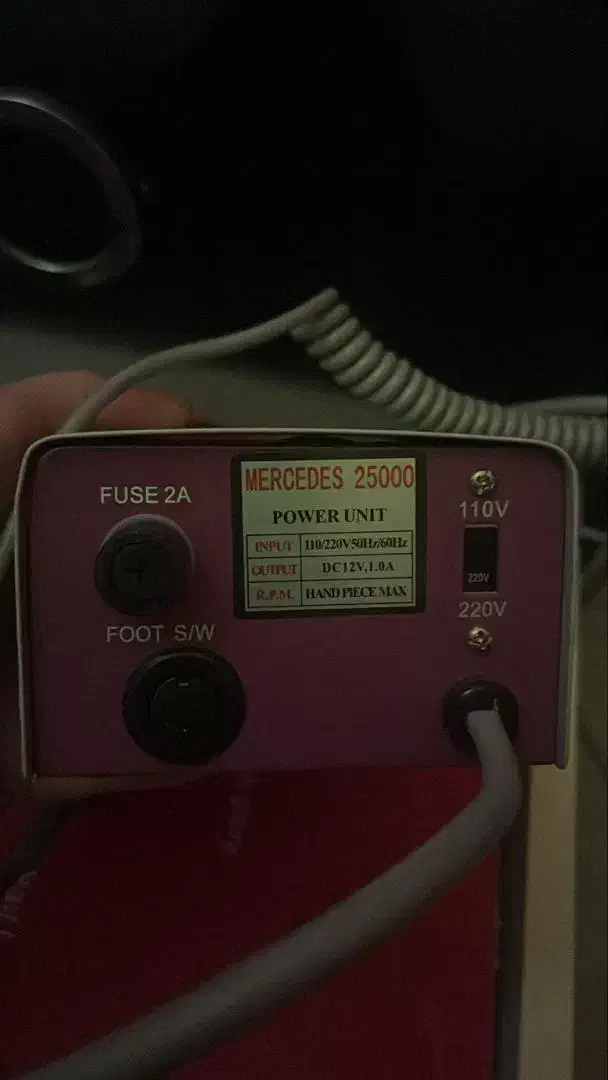 FUSE 2A
FOOT S/W
MERCEDES 25000
POWER UNIT
INPUT 110/220V50Hz/60Hz
OUTPUT DC12V,1.0A
R.P.M. HAND PIECE MAX
110V
220V
220V